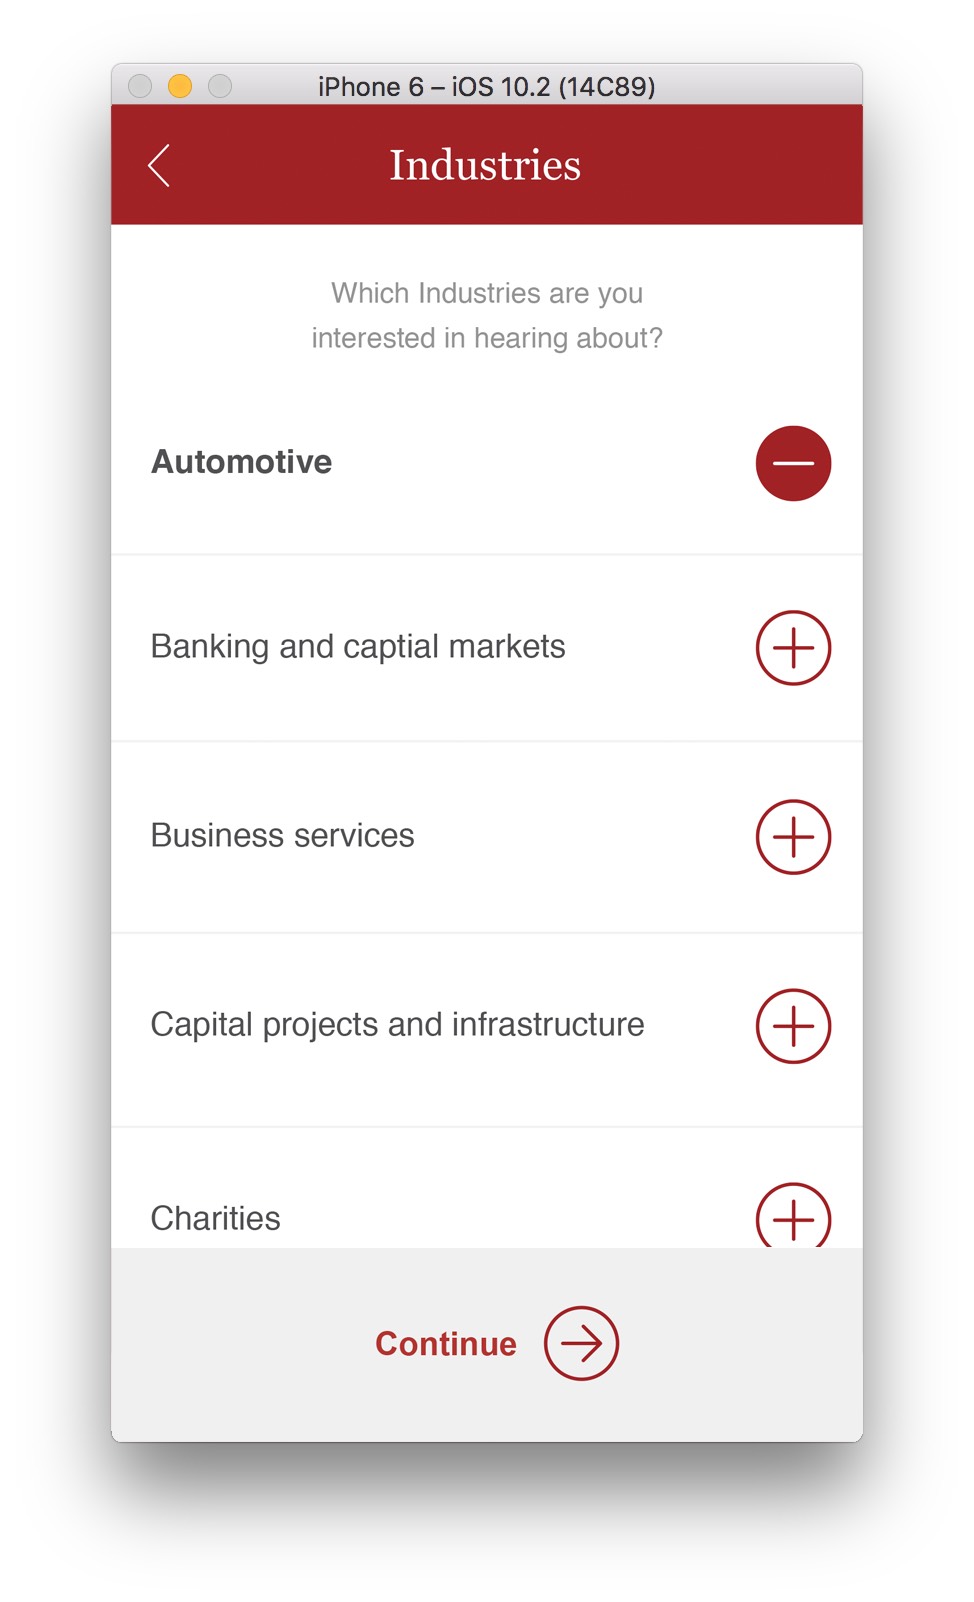 iPhone 6 – iOS 10.2 (14C89)
Industries
Which Industries are you
interested in hearing about?
Automotive
Banking and captial markets
Business services
Capital projects and infrastructure
Charities
Continue